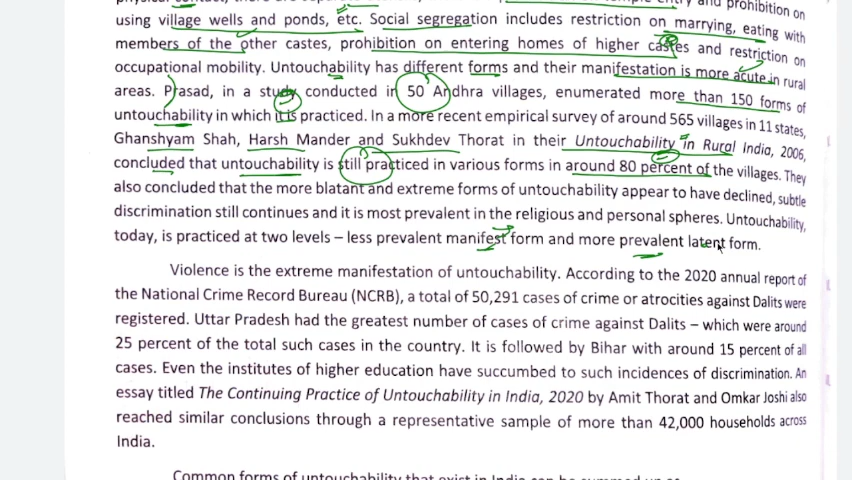 physical contact, there are separate entry and prohibition on
using village wells and ponds, etc. Social segregation includes restriction on marrying, eating with
members of the other castes, prohibition on entering homes of higher castes and restriction on
occupational mobility. Untouchability has different forms and their manifestation is more acute in rural
areas. Prasad, in a study conducted in 50 Andhra villages, enumerated more than 150 forms of
untouchability in which it is practiced. In a more recent empirical survey of around 565 villages in 11 states,
Ghanshyam Shah, Harsh Mander and Sukhdev Thorat in their Untouchability in Rural India, 2006,
concluded that untouchability is still practiced in various forms in around 80 percent of the villages. They
also concluded that the more blatant and extreme forms of untouchability appear to have declined, subtle
discrimination still continues and it is most prevalent in the religious and personal spheres. Untouchability,
today, is practiced at two levels – less prevalent manifest form and more prevalent latent form.
Violence is the extreme manifestation of untouchability. According to the 2020 annual report of
the National Crime Record Bureau (NCRB), a total of 50,291 cases of crime or atrocities against Dalits were
registered. Uttar Pradesh had the greatest number of cases of crime against Dalits – which were around
25 percent of the total such cases in the country. It is followed by Bihar with around 15 percent of all
cases. Even the institutes of higher education have succumbed to such incidences of discrimination. An
essay titled The Continuing Practice of Untouchability in India, 2020 by Amit Thorat and Omkar Joshi also
reached similar conclusions through a representative sample of more than 42,000 households across
India.
Common forms of untouchability that exist in India can be summed up as